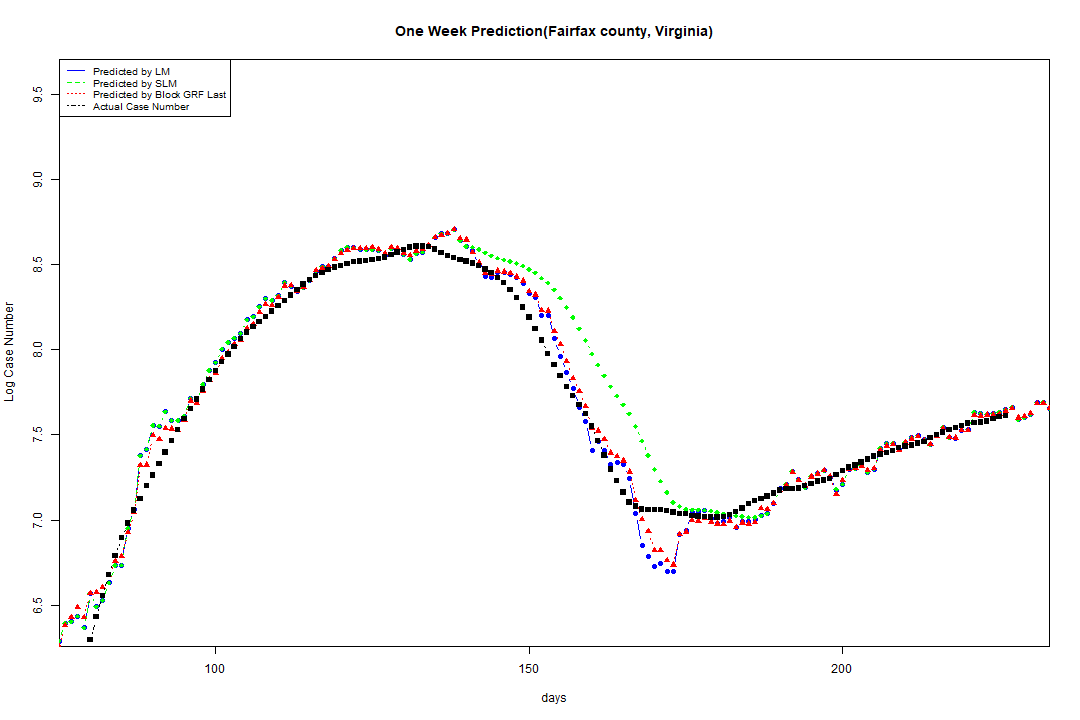 One Week Prediction(Fairfax county, Virginia)
Predicted by LM
Predicted by SLM
Predicted by Block GRF Last
Actual Case Number
9.5
9.0
8.5
8.0
7.5
7.0
6.5
Log Case Number
100 150 200
days